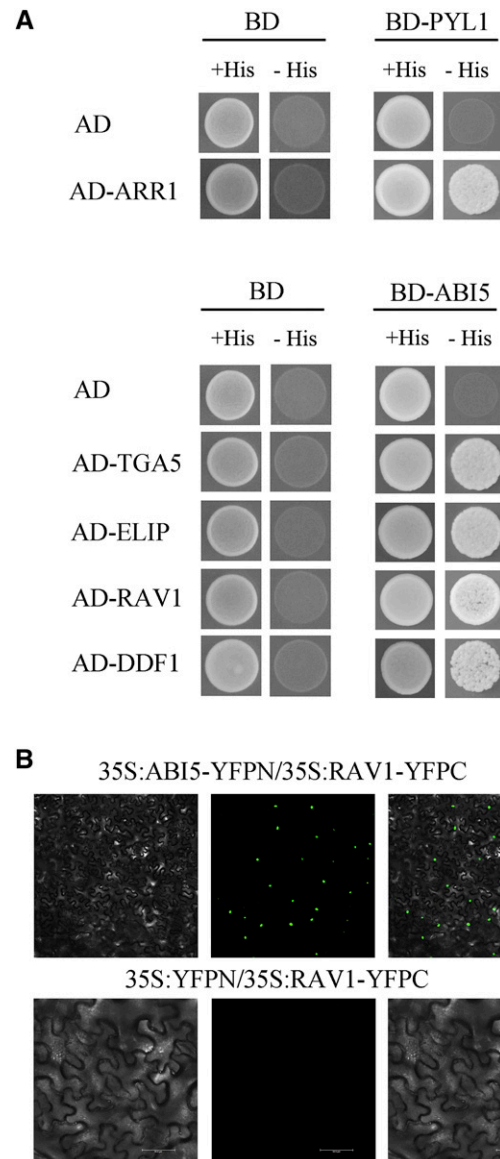 A
BD BD-PYL1
+His - His +His - His
AD
AD-ARR1
BD BD-ABI5
+His - His +His - His
AD
AD-TGA5
AD-ELIP
AD-RAV1
AD-DDF1
B
35S:ABI5-YFPN/35S:RAV1-YFPC
35S:YFPN/35S:RAV1-YFPC